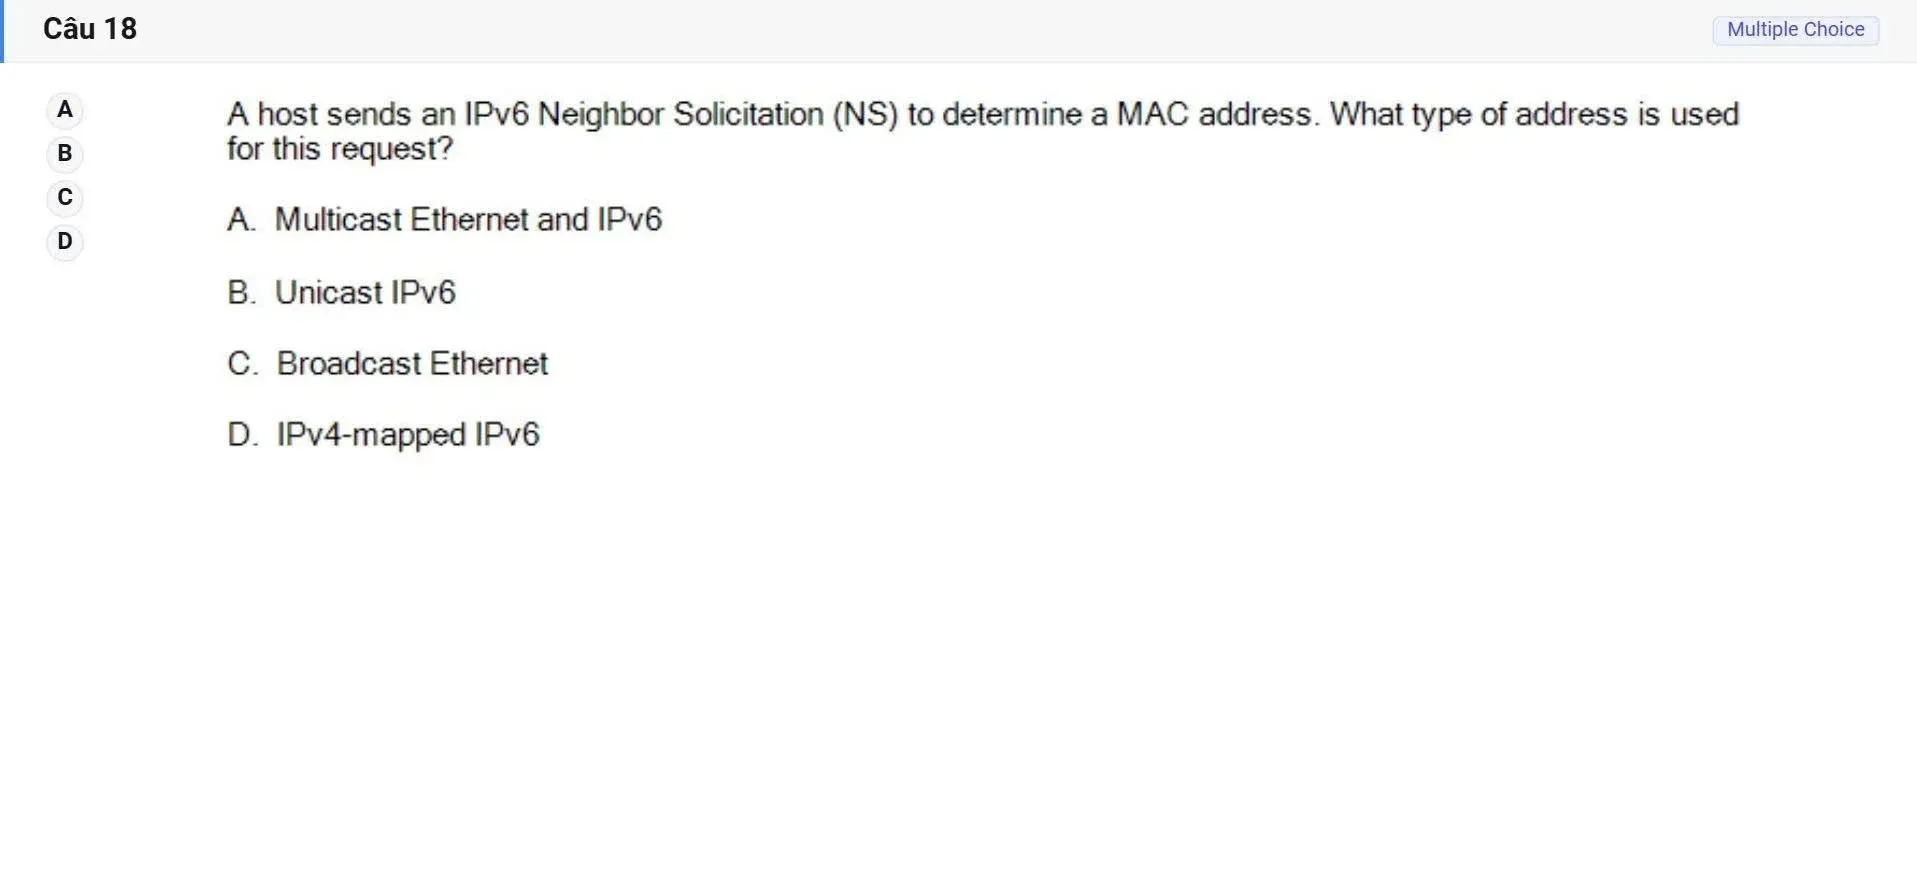 Câu 18
Multiple Choice
A
B
C
D
A host sends an IPv6 Neighbor Solicitation (NS) to determine a MAC address. What type of address is used
for this request?
A. Multicast Ethernet and IPv6
B. Unicast IPv6
C. Broadcast Ethernet
D. IPv4-mapped IPv6